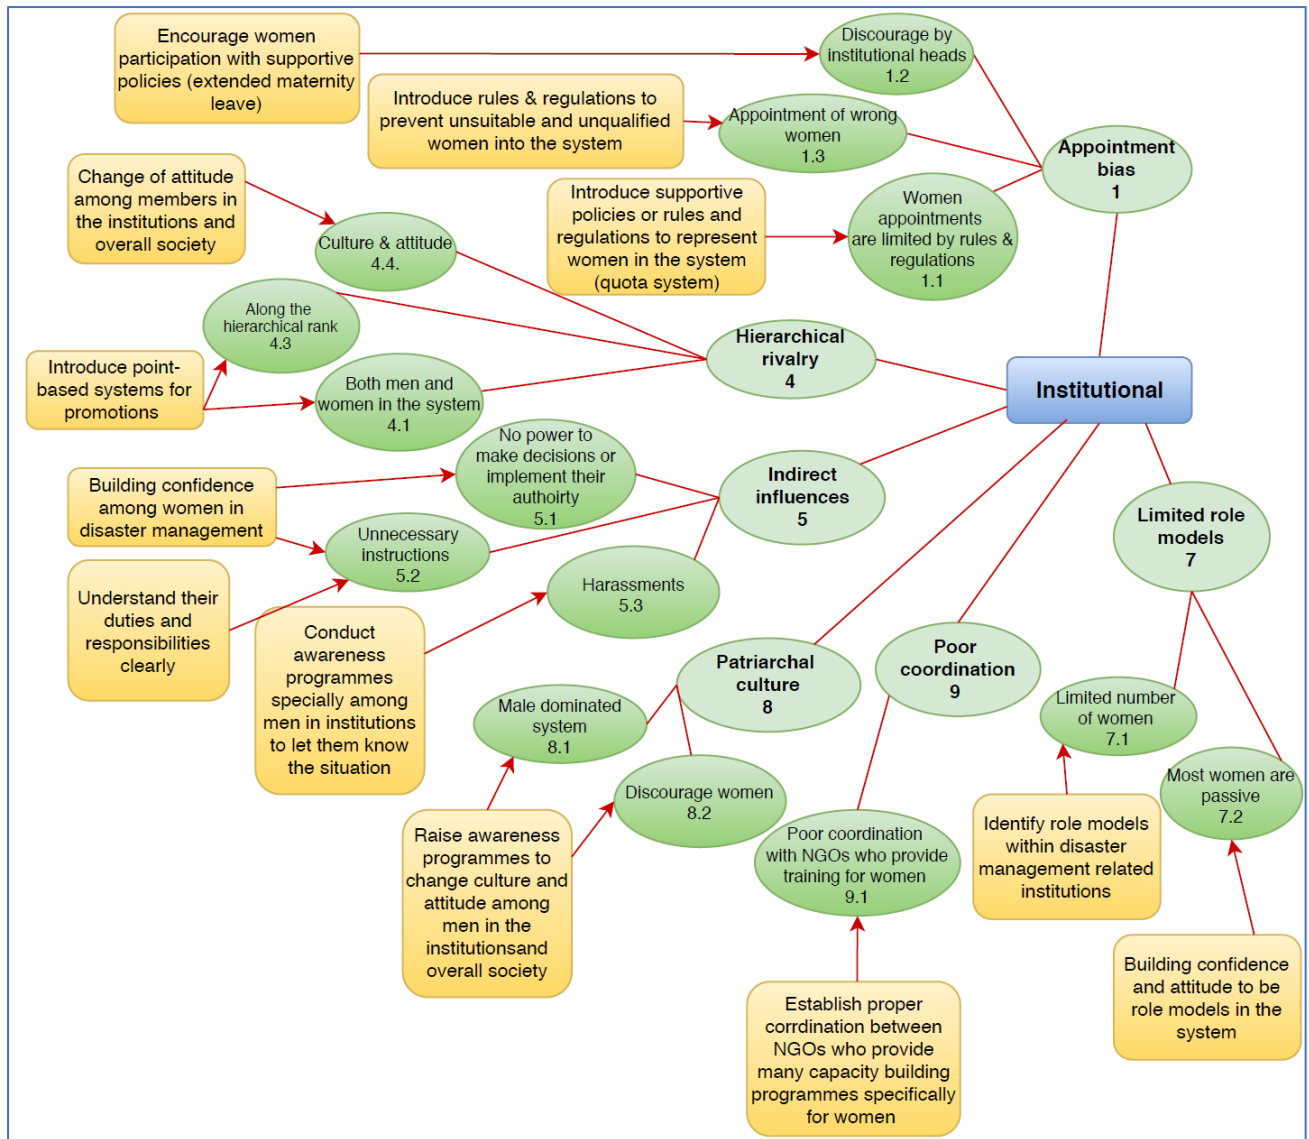 Encourage women
participation with supportive
policies (extended maternity
leave)
Discourage by
institutional heads
1.2
Introduce rules & regulations to
prevent unsuitable and unqualified
women into the system
Appointment of wrong
women
1.3
Appointment
bias
1
Change of attitude
among members in
the institutions and
overall society
Introduce supportive
policies or rules and
regulations to represent
women in the system
(quota system)
Women
appointments
are limited by rules &
regulations
1.1
Culture & attitude
4.4.
Along the
hierarchical rank
4.3
Hierarchical
rivalry
4
Introduce point-
based systems for
promotions
Both men and
women in the system
4.1
Institutional
No power to
make decisions or
implement their
authoirty
5.1
Building confidence
among women in
disaster management
Indirect
influences
5
Unnecessary
instructions
5.2
Limited role
models
7
Understand their
duties and
responsibilities
clearly
Harassments
5.3
Conduct
awareness
programmes
specially among
men in institutions
to let them know
the situation
Patriarchal
culture
8
Poor
coordination
9
Male dominated
system
8.1
Limited number
of women
7.1
Discourage women
8.2
Most women are
passive
7.2
Raise awareness
programmes to
change culture and
attitude among
men in the
institutionsand
overall society
Poor coordination
with NGOs who provide
training for women
9.1
Identify role models
within disaster
management related
institutions
Building confidence
and attitude to be
role models in the
system
Establish proper
corrdination between
NGOs who provide
many capacity building
programmes specifically
for women